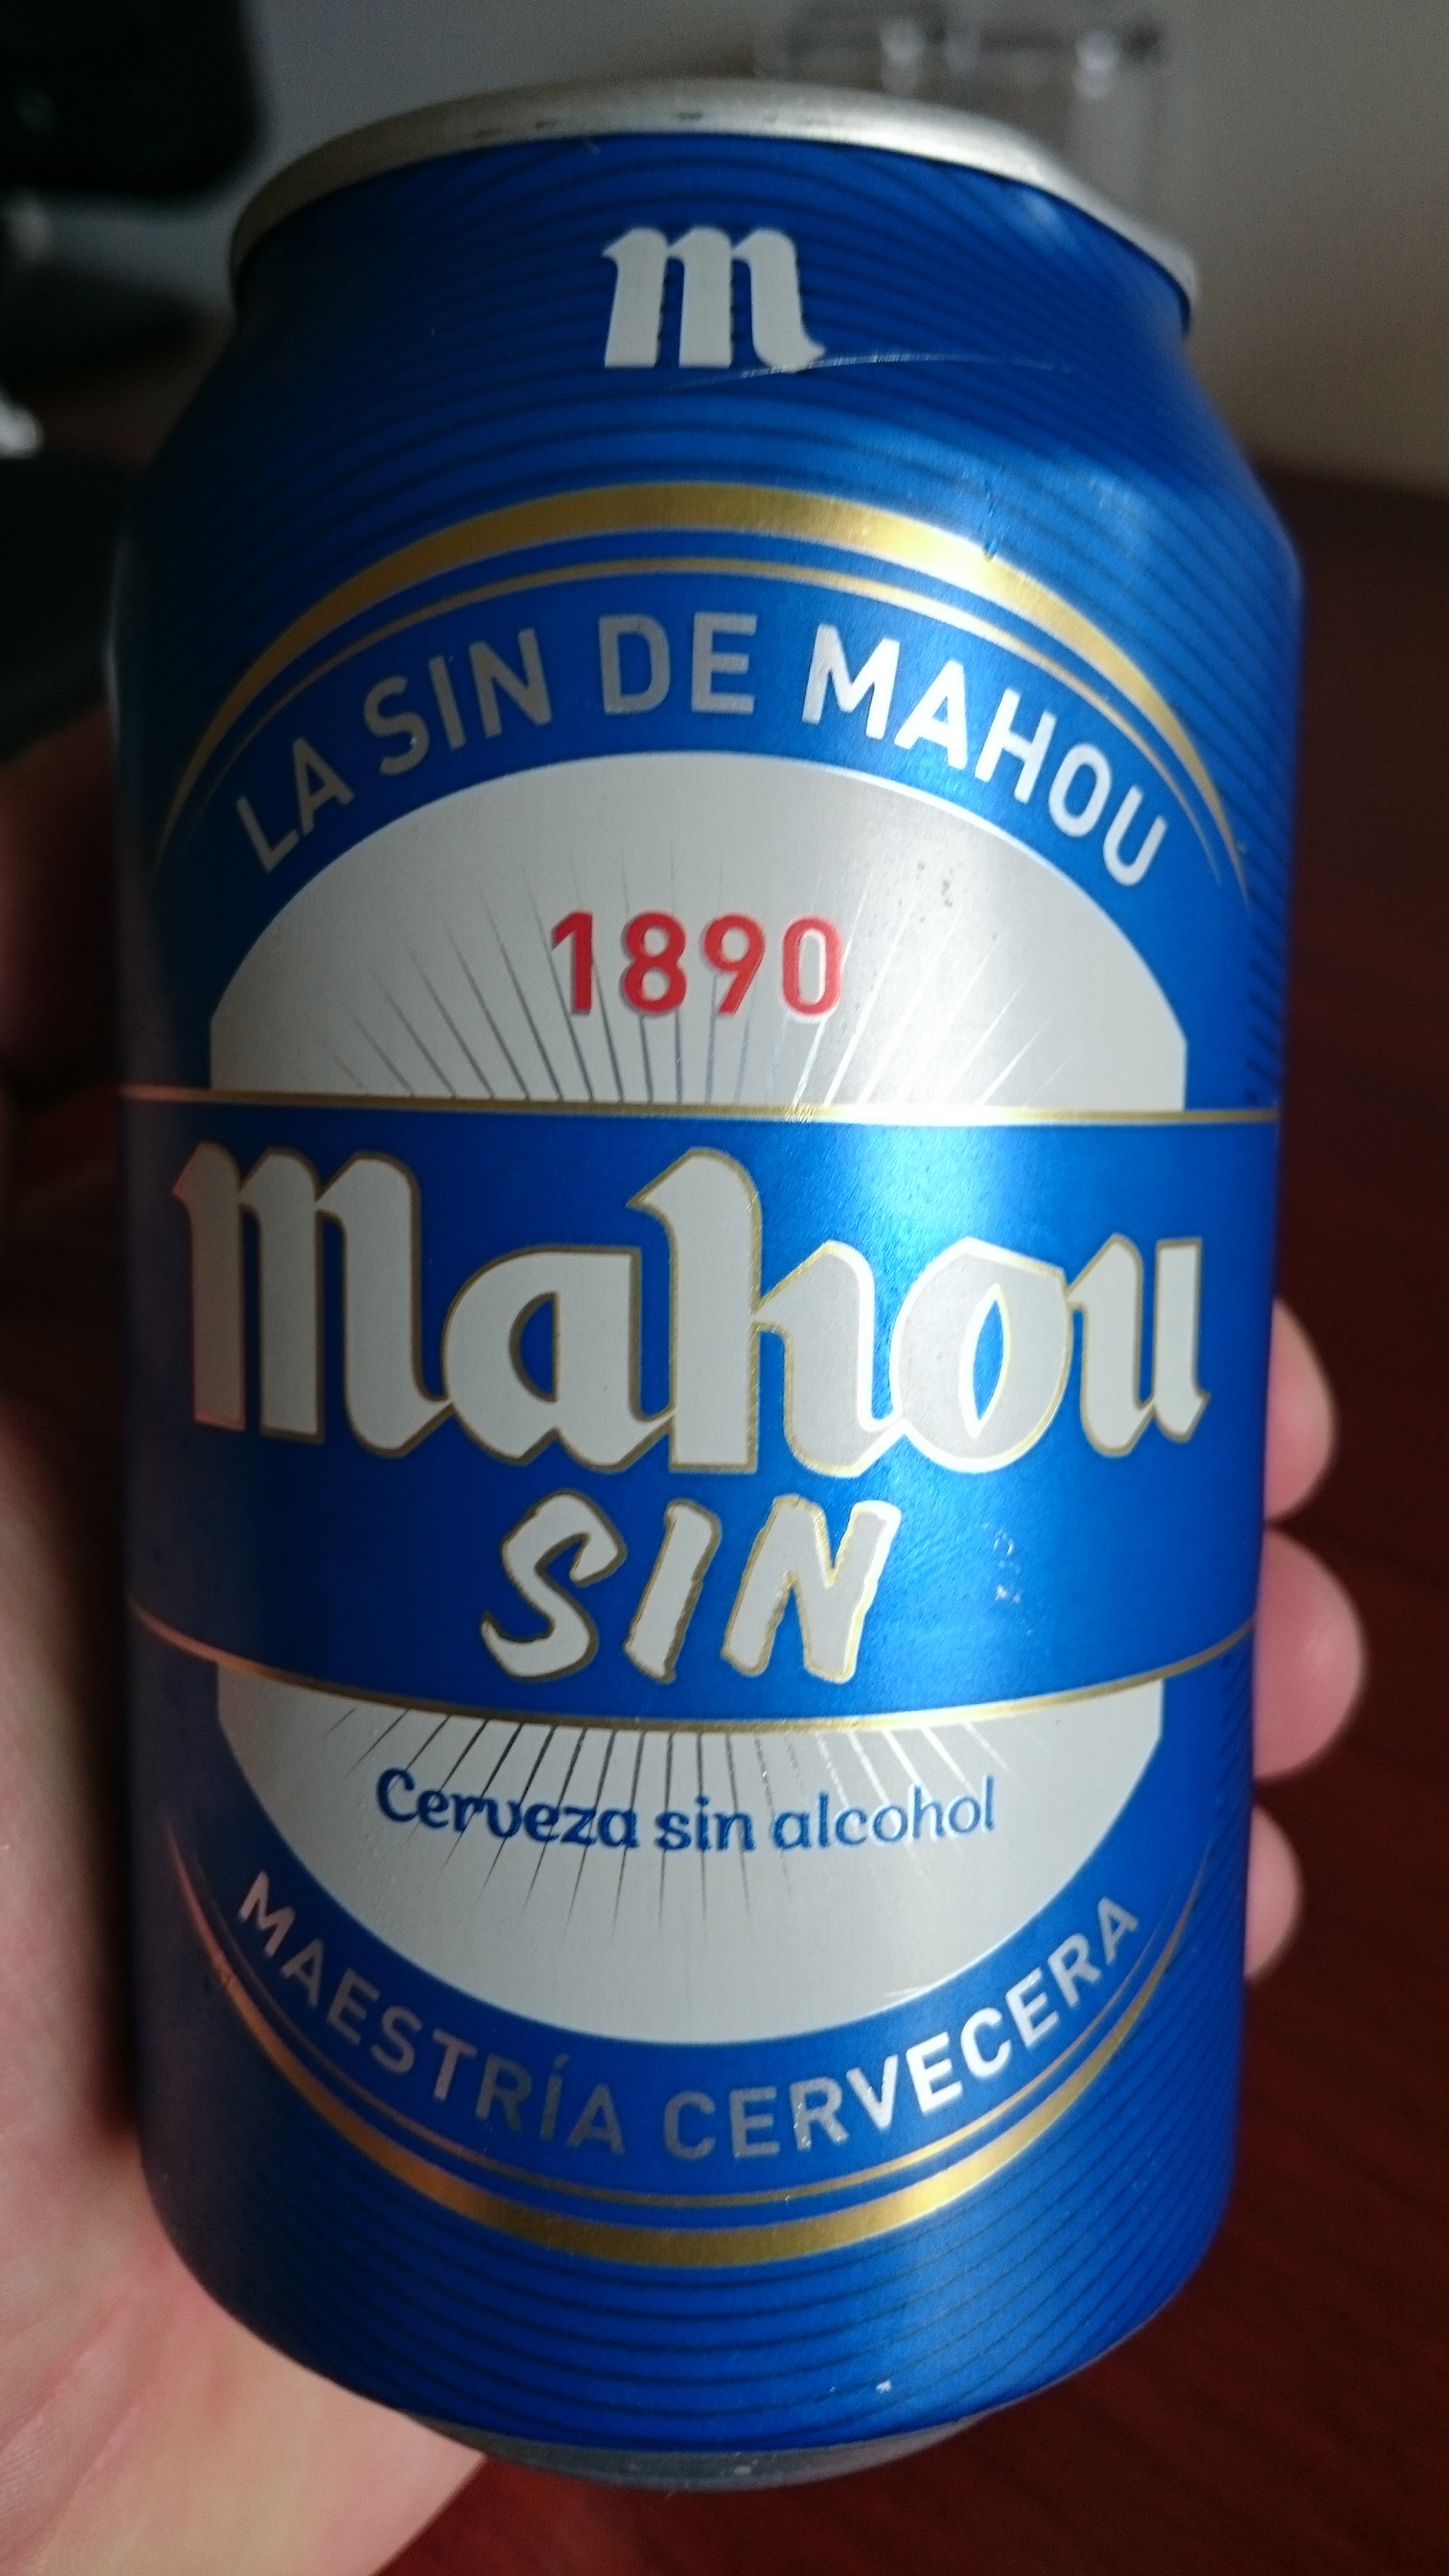 m
LA SIN DE MAHOU
1890
Mahou
SIN
Cerveza sin alcohol
MAESTRÍA CERVECERA